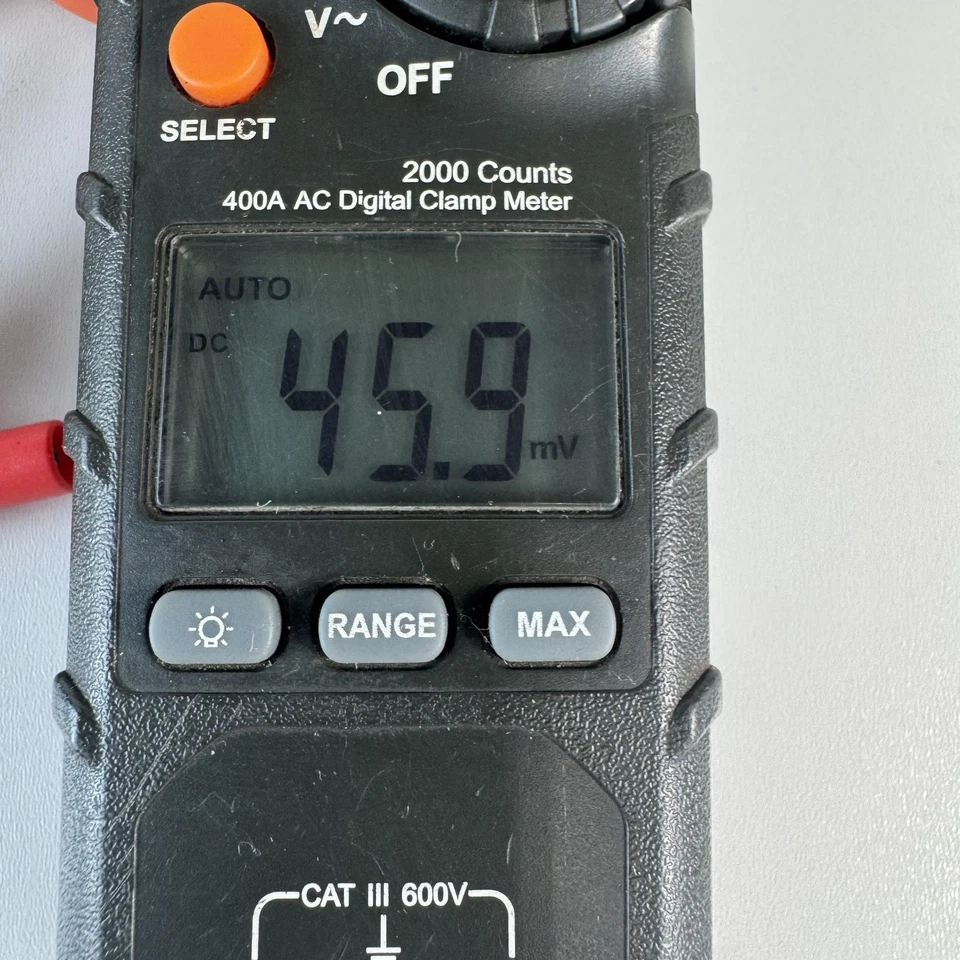 V~
OFF
SELECT
2000 Counts
400A AC Digital Clamp Meter
AUTO
DC
45.9 mV
RANGE
MAX
CAT III 600V